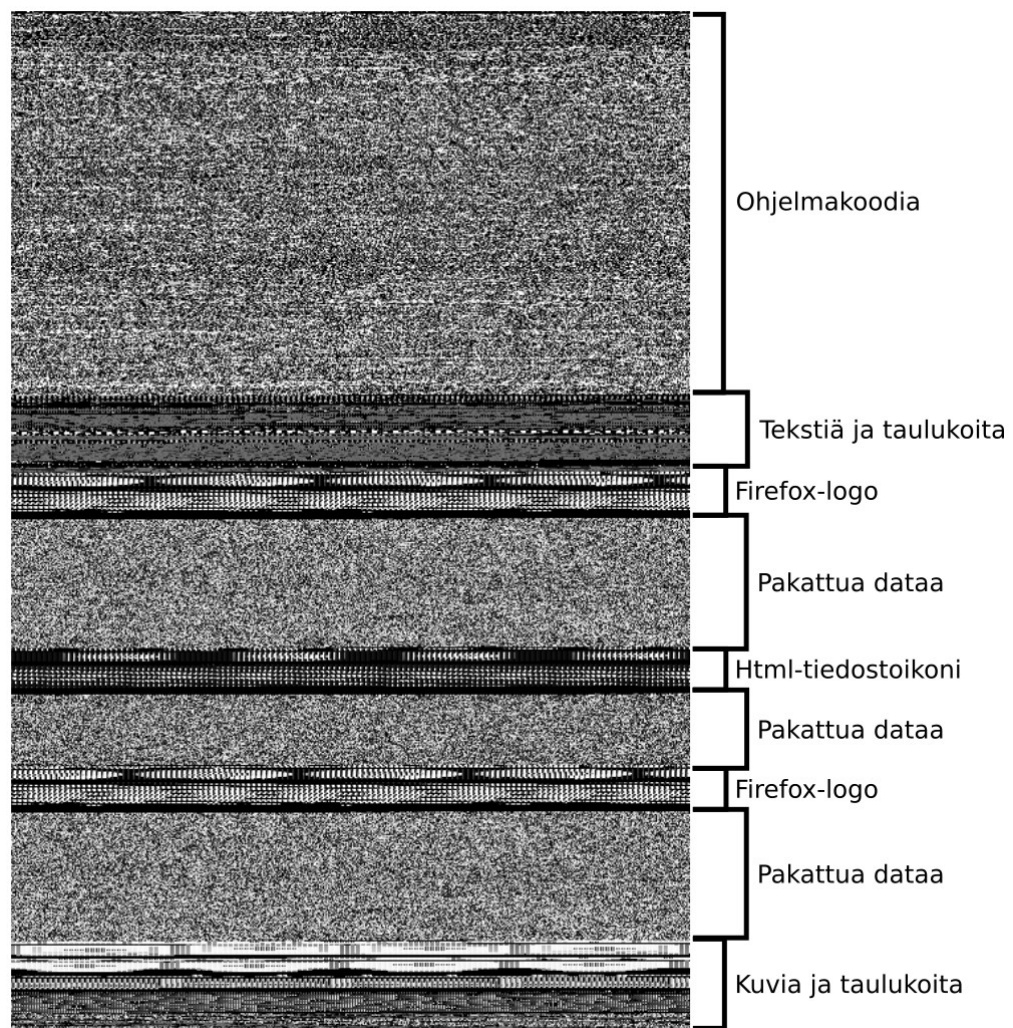 Ohjelmakoodia
Tekstiä ja taulukoita
Firefox-logo
Pakattua dataa
Html-tiedostoikoni
Pakattua dataa
Firefox-logo
Pakattua dataa
Kuvia ja taulukoita